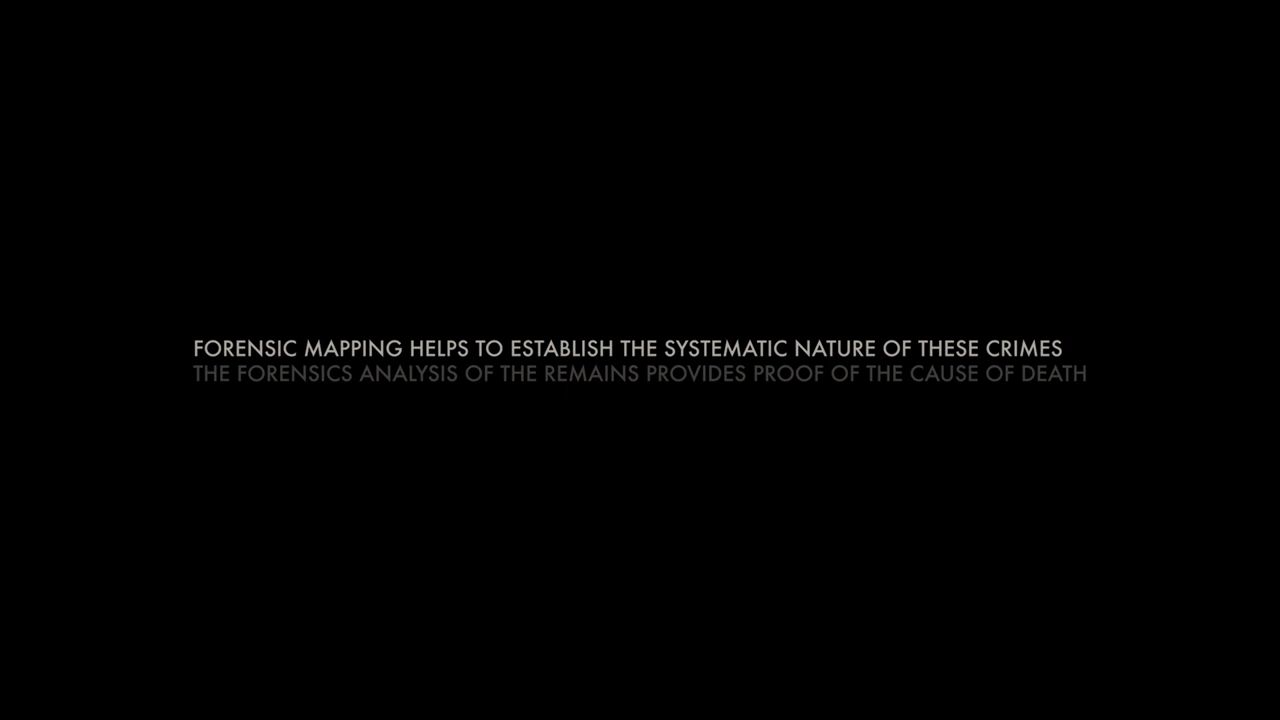 FORENSIC MAPPING HELPS TO ESTABLISH THE SYSTEMATIC NATURE OF THESE CRIMES
THE FORENSICS ANALYSIS OF THE REMAINS PROVIDES PROOF OF THE CAUSE OF DEATH